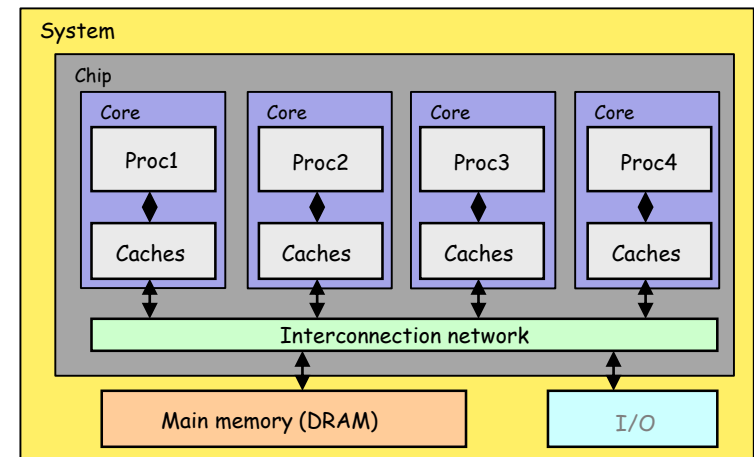 System
Chip
Core Core Core Core
Proc1 Proc2 Proc3 Proc4
Caches Caches Caches Caches
Interconnection network
Main memory (DRAM) I/O